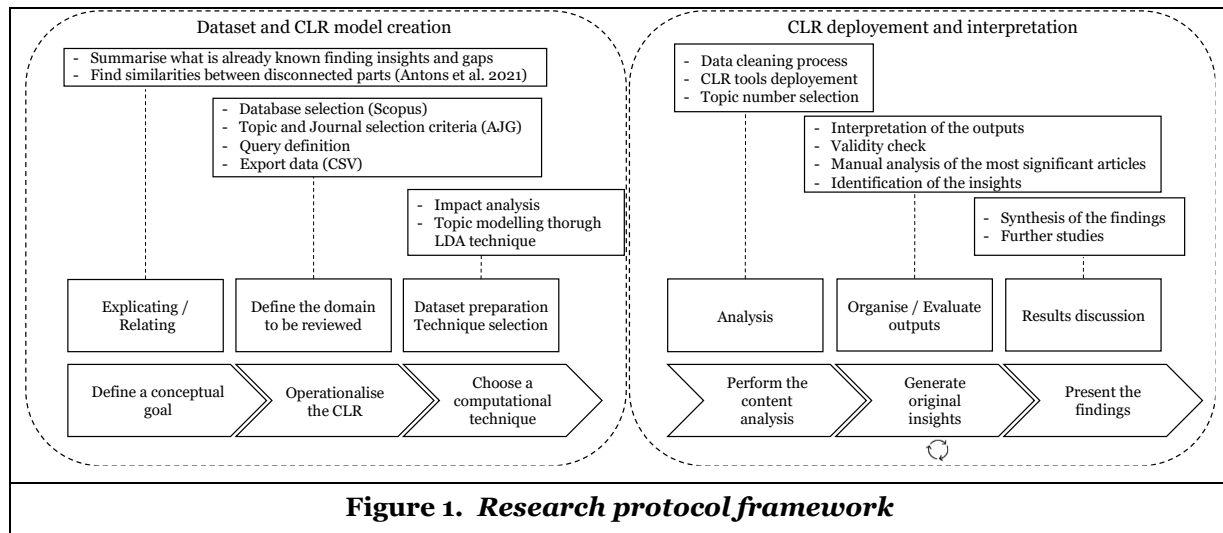 Dataset and CLR model creation
- Summarise what is already known finding insights and gaps
- Find similarities between disconnected parts (Antons et al. 2021)
- Database selection (Scopus)
- Topic and Journal selection criteria (AJG)
- Query definition
- Export data (CSV)
- Impact analysis
- Topic modelling thorugh
LDA technique
Explicating /
Relating
Define the domain
to be reviewed
Dataset preparation
Technique selection
Define a conceptual
goal
Operationalise
the CLR
Choose a
computational
technique
CLR deployement and interpretation
- Data cleaning process
- CLR tools deployement
- Topic number selection
- Interpretation of the outputs
- Validity check
- Manual analysis of the most significant articles
- Identification of the insights
- Synthesis of the findings
- Further studies
Analysis
Organise / Evaluate
outputs
Results discussion
Perform the
content
analysis
Generate
original
insights
Present the
findings
Figure 1. Research protocol framework